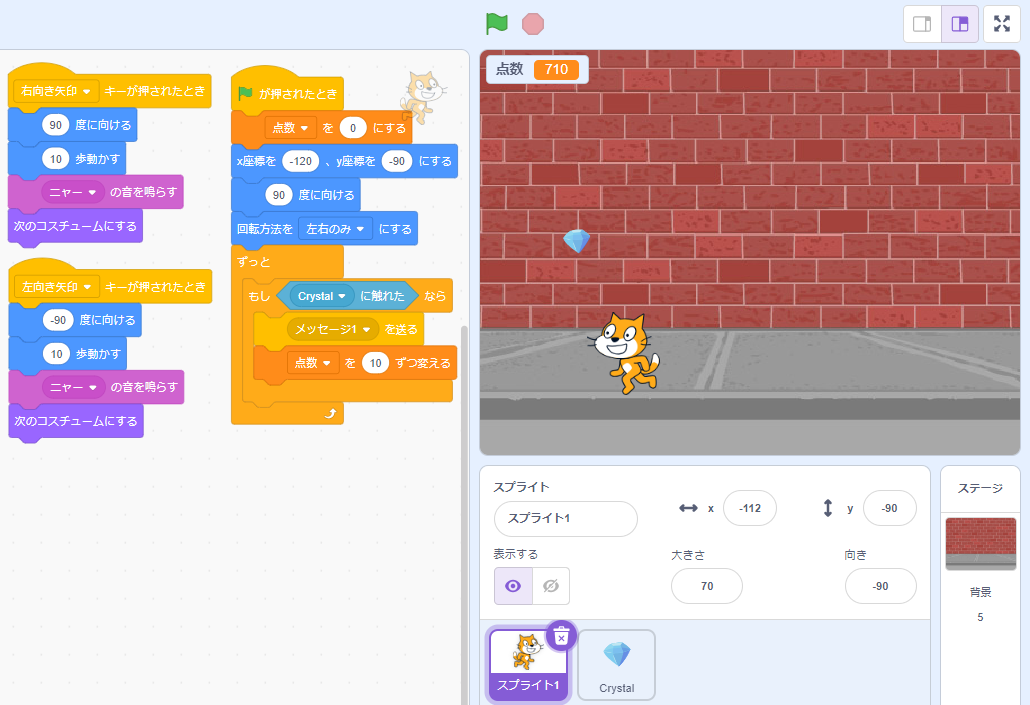 右向き矢印 キーが押されたとき
90 度に向ける
10 歩動かす
ニャー の音を鳴らす
次のコスチュームにする
左向き矢印 キーが押されたとき
-90 度に向ける
10 歩動かす
ニャー の音を鳴らす
次のコスチュームにする
が押されたとき
点数 を 0 にする
x座標を -120 、y座標を -90 にする
90 度に向ける
回転方法を 左右のみ にする
ずっと
もし Crystal に触れた なら
メッセージ1 を送る
点数 を 10 ずつ変える
点数 710
スプライト
スプライト1
x -112
y -90
表示する
大きさ
70
向き
-90
スプライト1
Crystal
ステージ
背景
5